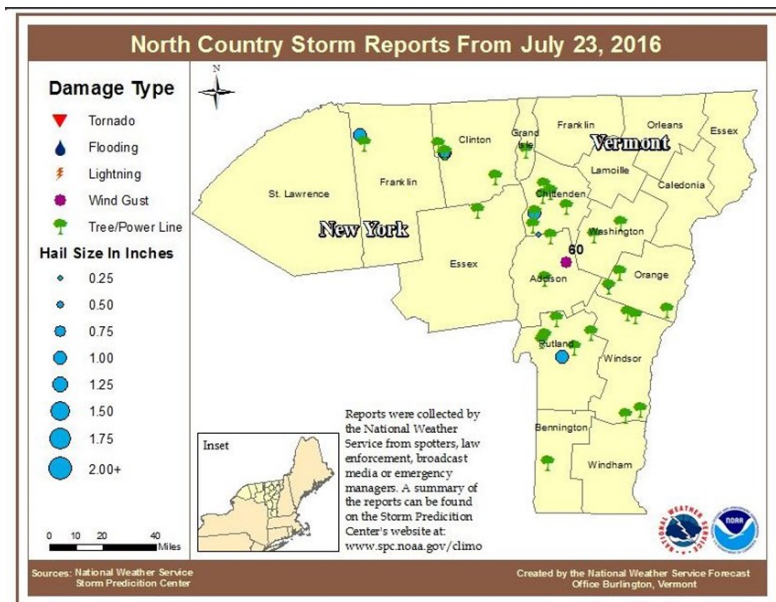 North Country Storm Reports From July 23, 2016
Damage Type
Tornado
Flooding
Lightning
Wind Gust
Tree/Power Line
Hail Size In Inches
0.25
0.50
0.75
1.00
1.25
1.50
1.75
2.00+
0 10 20 40
Miles
N
St. Lawrence
Franklin
Clinton
Grand
Isle
Franklin
Orleans
Essex
Vermont
Lamoille
Caledonia
Chittenden
New York
Essex
Washington
60
Addison
Orange
Rutland
Windsor
Bennington
Windham
Inset
Reports were collected by
the National Weather
Service from spotters, law
enforcement, broadcast
media or emergency
managers. A summary of
the reports can be found
on the Storm Predicition
Center's website at:
www.spc.noaa.gov/climo
NATIONAL WEATHER SERVICE
NOAA
Sources: National Weather Service
Storm Predicition Center
Created by the National Weather Service Forecast
Office Burlington, Vermont